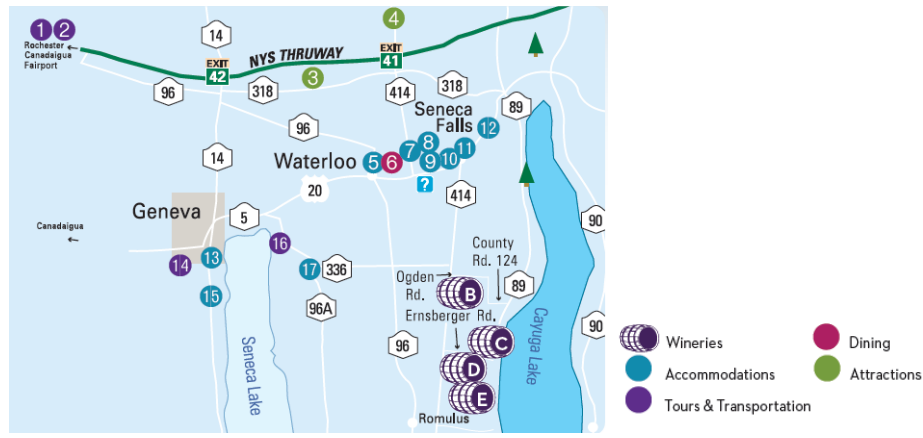 1 2
Rochester
Canadaigua
Fairport
14
4
NYS THRUWAY
EXIT
42
EXIT
41
3
96
318
414
318
89
96
Seneca
Falls
12
Waterloo
5 6 7 8 9 10 11
?
14
20
414
Geneva
5
90
Canadaigua
16
County
Rd. 124
14
13
17
336
Ogden
Rd.
B
89
15
96A
Ernsberger Rd.
C
Cayuga Lake
90
Seneca Lake
96
D
E
Romulus
Wineries
Dining
Accommodations
Attractions
Tours & Transportation